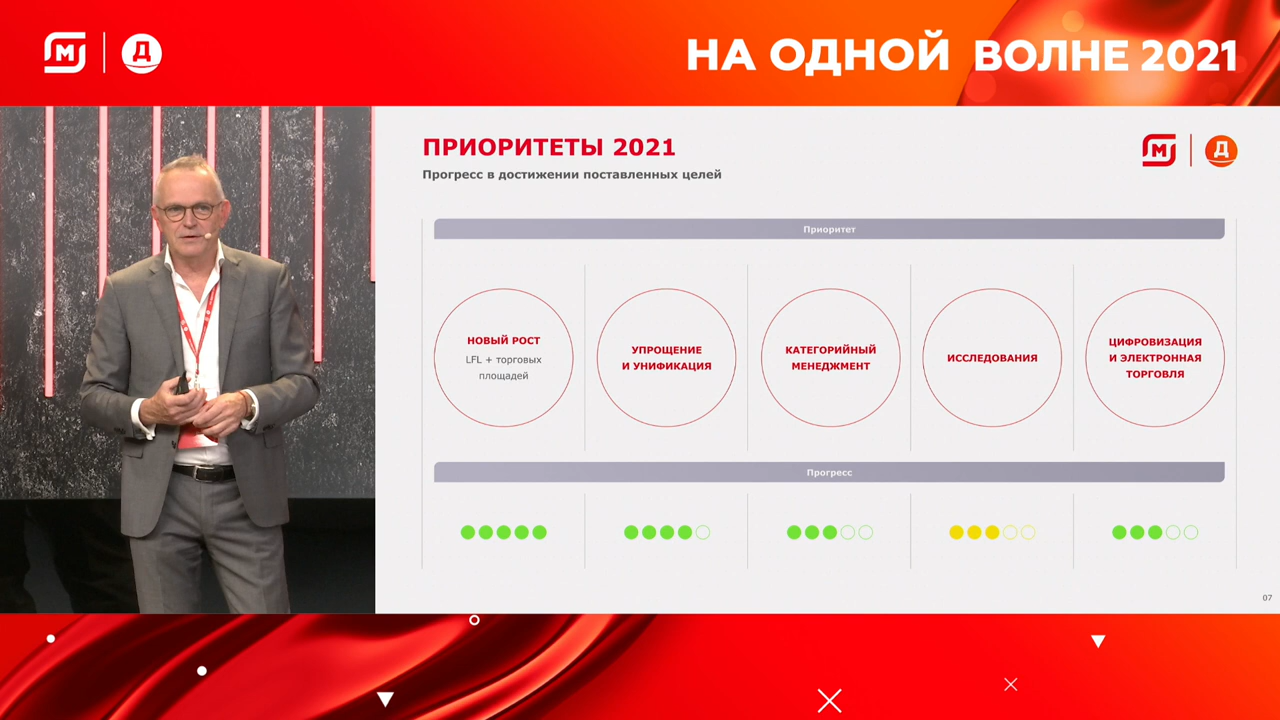 М
Д
НА ОДНОЙ ВОЛНЕ 2021
ПРИОРИТЕТЫ 2021
Прогресс в достижении поставленных целей
М
Д
Приоритет
НОВЫЙ РОСТ
LFL + торговых
площадей
УПРОЩЕНИЕ
И УНИФИКАЦИЯ
КАТЕГОРИЙНЫЙ
МЕНЕДЖМЕНТ
ИССЛЕДОВАНИЯ
ЦИФРОВИЗАЦИЯ
И ЭЛЕКТРОННАЯ
ТОРГОВЛЯ
Прогресс
07